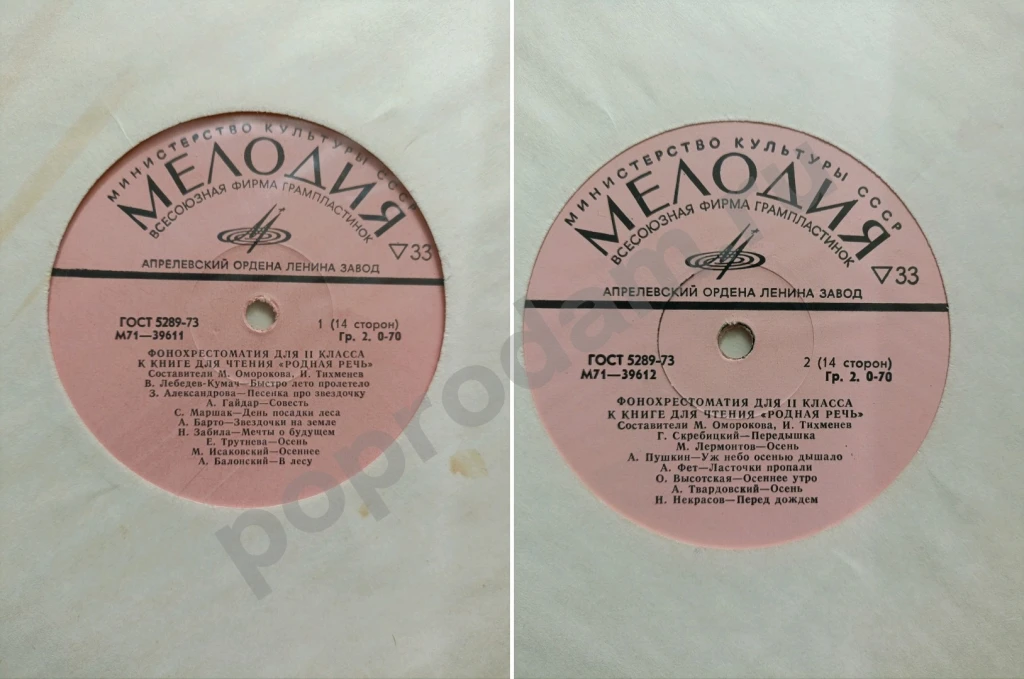 МИНИСТЕРСТВО КУЛЬТУРЫ СССР
МЕЛОДИЯ
ВСЕСОЮЗНАЯ ФИРМА ГРАМПЛАСТИНОК
▽33
АПРЕЛЕВСКИЙ ОРДЕНА ЛЕНИНА ЗАВОД
ГОСТ 5289-73
М71—39611
1 (14 сторон)
Гр. 2. 0-70
ФОНОХРЕСТОМАТИЯ ДЛЯ II КЛАССА
К КНИГЕ ДЛЯ ЧТЕНИЯ «РОДНАЯ РЕЧЬ»
Составители М. Оморокова, И. Тихменев
В. Лебедев-Кумач—Быстро лето пролетело
З. Александрова—Песенка про звездочку
А. Гайдар—Совесть
С. Маршак—День посадки леса
А. Барто—Звездочки на земле
Н. Забила—Мечты о будущем
Е. Трутнева—Осень
М. Исаковский—Осеннее
А. Балонский—В лесу
МИНИСТЕРСТВО КУЛЬТУРЫ СССР
МЕЛОДИЯ
ВСЕСОЮЗНАЯ ФИРМА ГРАМПЛАСТИНОК
▽33
АПРЕЛЕВСКИЙ ОРДЕНА ЛЕНИНА ЗАВОД
ГОСТ 5289-73
М71—39612
2 (14 сторон)
Гр. 2. 0-70
ФОНОХРЕСТОМАТИЯ ДЛЯ II КЛАССА
К КНИГЕ ДЛЯ ЧТЕНИЯ «РОДНАЯ РЕЧЬ»
Составители М. Оморокова, И. Тихменев
Г. Скребицкий—Передышка
М. Лермонтов—Осень
А. Пушкин—Уж небо осенью дышало
А. Фет—Ласточки пропали
О. Высотская—Осеннее утро
А. Твардовский—Осень
Н. Некрасов—Перед дождем
poprodam.ru